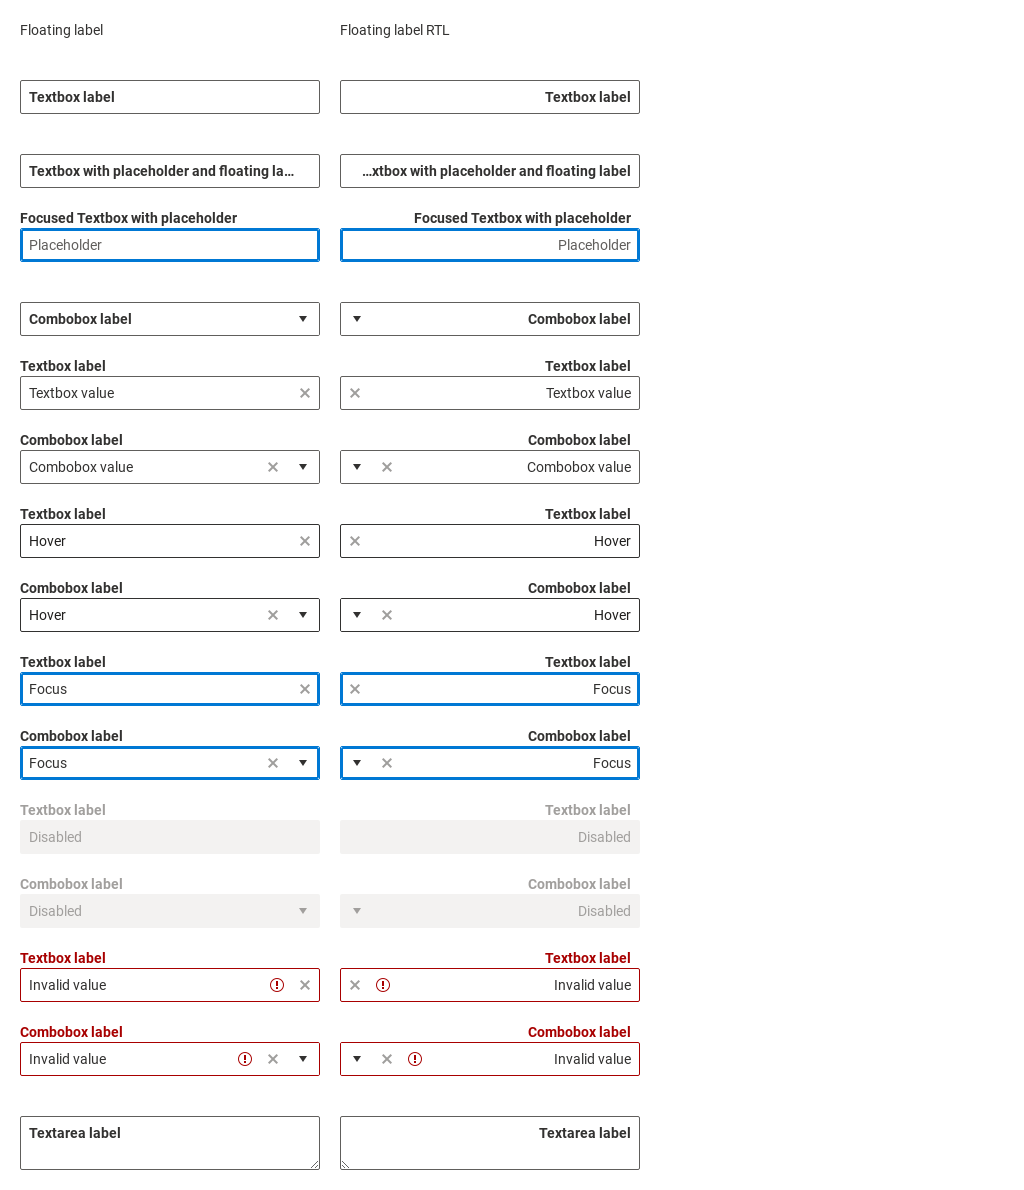 Floating label
Floating label RTL
Textbox label
Textbox label
Textbox with placeholder and floating la...
...xtbox with placeholder and floating label
Focused Textbox with placeholder
Focused Textbox with placeholder
Placeholder
Placeholder
Combobox label
Combobox label
Textbox label
Textbox label
Textbox value
Textbox value
Combobox label
Combobox label
Combobox value
Combobox value
Textbox label
Textbox label
Hover
Hover
Combobox label
Combobox label
Hover
Hover
Textbox label
Textbox label
Focus
Focus
Combobox label
Combobox label
Focus
Focus
Textbox label
Textbox label
Disabled
Disabled
Combobox label
Combobox label
Disabled
Disabled
Textbox label
Textbox label
Invalid value
Invalid value
Combobox label
Combobox label
Invalid value
Invalid value
Textarea label
Textarea label